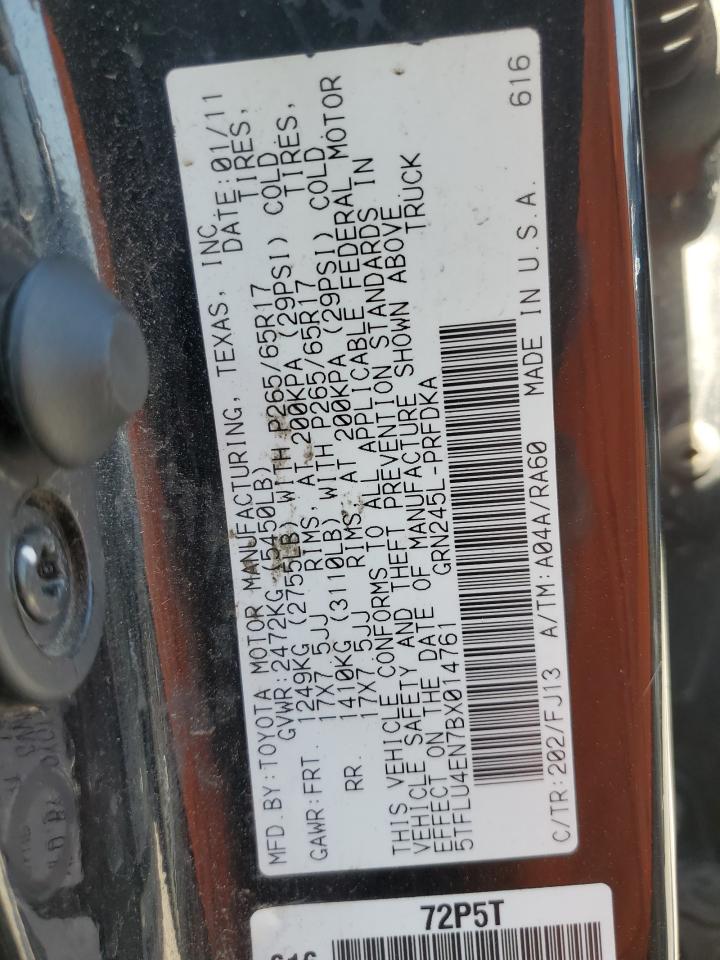 MFD.BY:TOYOTA MOTOR MANUFACTURING, TEXAS, INC.
GVWR:2472KG (5450LB) DATE:01/11
GAWR:FRT. 1249KG (2755LB) WITH P265/65R17 TIRES,
17X7.5JJ RIMS, AT 200KPA (29PSI) COLD
RR. 1410KG (3110LB) WITH P265/65R17 TIRES,
17X7.5JJ RIMS, AT 200KPA (29PSI) COLD
THIS VEHICLE CONFORMS TO ALL APPLICABLE FEDERAL MOTOR
VEHICLE SAFETY AND THEFT PREVENTION STANDARDS IN
EFFECT ON THE DATE OF MANUFACTURE SHOWN ABOVE
5TFLU4EN7BX014761 GRN245L-PRFDKA TRUCK
C/TR:202/FJ13 A/TM:A04A/RA60 MADE IN U.S.A. 616
72P5T
616